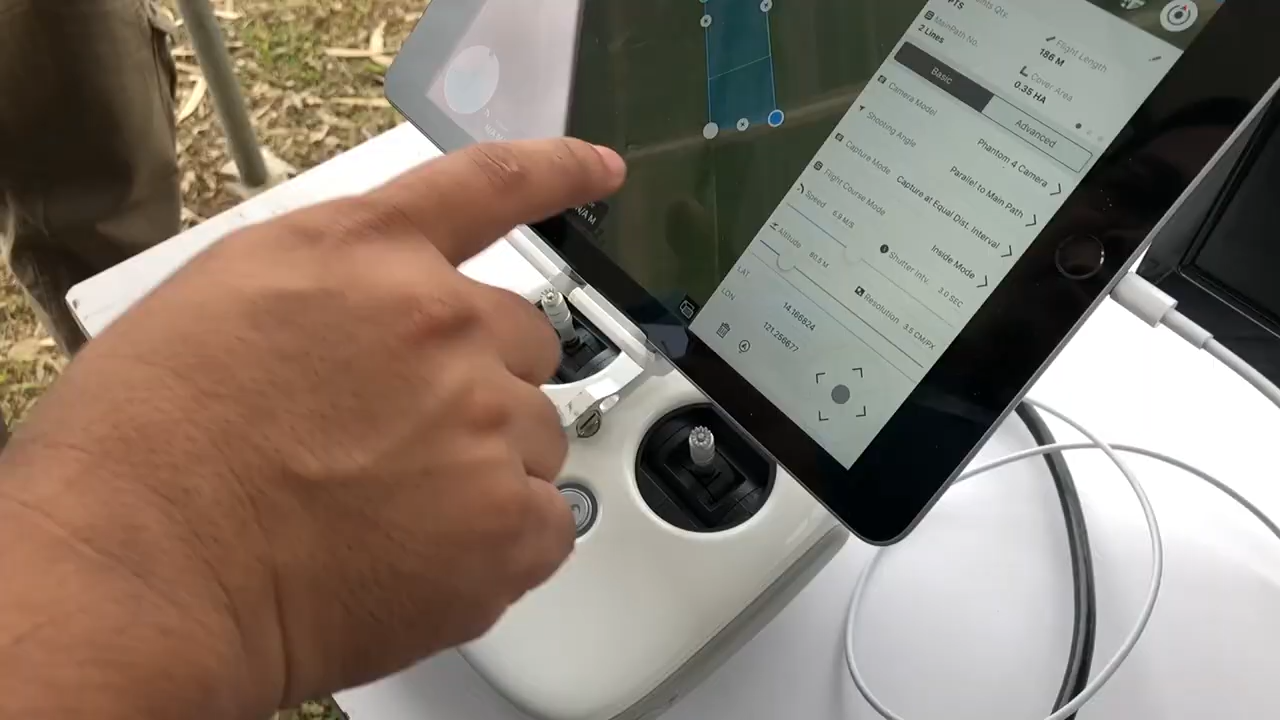 PTS
MainPath No.
2 Lines
Flight Length
186 M
Cover Area
0.35 HA
Basic
Advanced
Camera Model
Phantom 4 Camera
Shooting Angle
Parallel to Main Path
Capture Mode
Capture at Equal Dist. Interval
Flight Course Mode
Inside Mode
Speed
6.9 M/S
Shutter Intv.
3.0 SEC
Altitude
80.5 M
Resolution
3.5 CM/PX
LAT
14.166824
LON
121.256677
N/A M